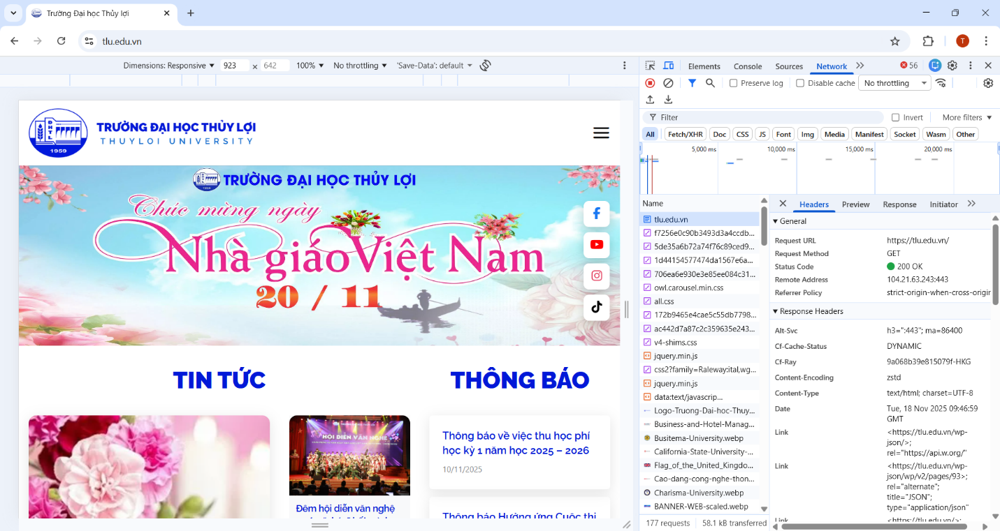 Trường Đại học Thủy lợi
tlu.edu.vn
Dimensions: Responsive 923 x 642 100% No throttling 'Save-Data': default
Elements Console Sources Network 56
Preserve log Disable cache No throttling
Filter Invert More filters
All Fetch/XHR Doc CSS JS Font Img Media Manifest Socket Wasm Other
5,000 ms 10,000 ms 15,000 ms 20,000 ms
TRƯỜNG ĐẠI HỌC THỦY LỢI
THUYLOI UNIVERSITY
1959
TRƯỜNG ĐẠI HỌC THỦY LỢI
Chúc mừng ngày
Nhà giáo Việt Nam
20 / 11
TIN TỨC
THÔNG BÁO
HỘI DIỄN VĂN NGHỆ
Đêm hội diễn văn nghệ
Thông báo về việc thu học phí
học kỳ 1 năm học 2025 – 2026
10/11/2025
Thông báo Hưởng ứng Cuộc thi
Name
tlu.edu.vn
f7256e0c90b3493d3a4ccdb...
5de35a6b72a74f76c89ced9...
1d44154577474da1567e6a...
706ea6e930e3e85ee084c31...
owl.carousel.min.css
all.css
172b9465e4cae5c55db7798...
ac442d7a87c2c359635e243...
v4-shims.css
jquery.min.js
css2?family=Raleway:ital,wg...
jquery.min.js
data:text/javascrip...
Logo-Truong-Dai-hoc-Thuy...
Business-and-Hotel-Manag...
Busitema-University.webp
California-State-University-...
Flag_of_the_United_Kingdo...
Cao-dang-cong-nghe-thon...
Charisma-University.webp
BANNER-WEB-scaled.webp
177 requests 58.1 kB transferred
Headers Preview Response Initiator
General
Request URL https://tlu.edu.vn/
Request Method GET
Status Code 200 OK
Remote Address 104.21.63.243:443
Referrer Policy strict-origin-when-cross-origin
Response Headers
Alt-Svc h3=":443"; ma=86400
Cf-Cache-Status DYNAMIC
Cf-Ray 9a068b39e815079f-HKG
Content-Encoding zstd
Content-Type text/html; charset=UTF-8
Date Tue, 18 Nov 2025 09:46:59
GMT
Link <https://tlu.edu.vn/wp-
json/>;
rel="https://api.w.org/"
Link <https://tlu.edu.vn/wp-
json/wp/v2/pages/93>;
rel="alternate";
title="JSON";
type="application/json"
Link <https://tlu.edu.vn/>;